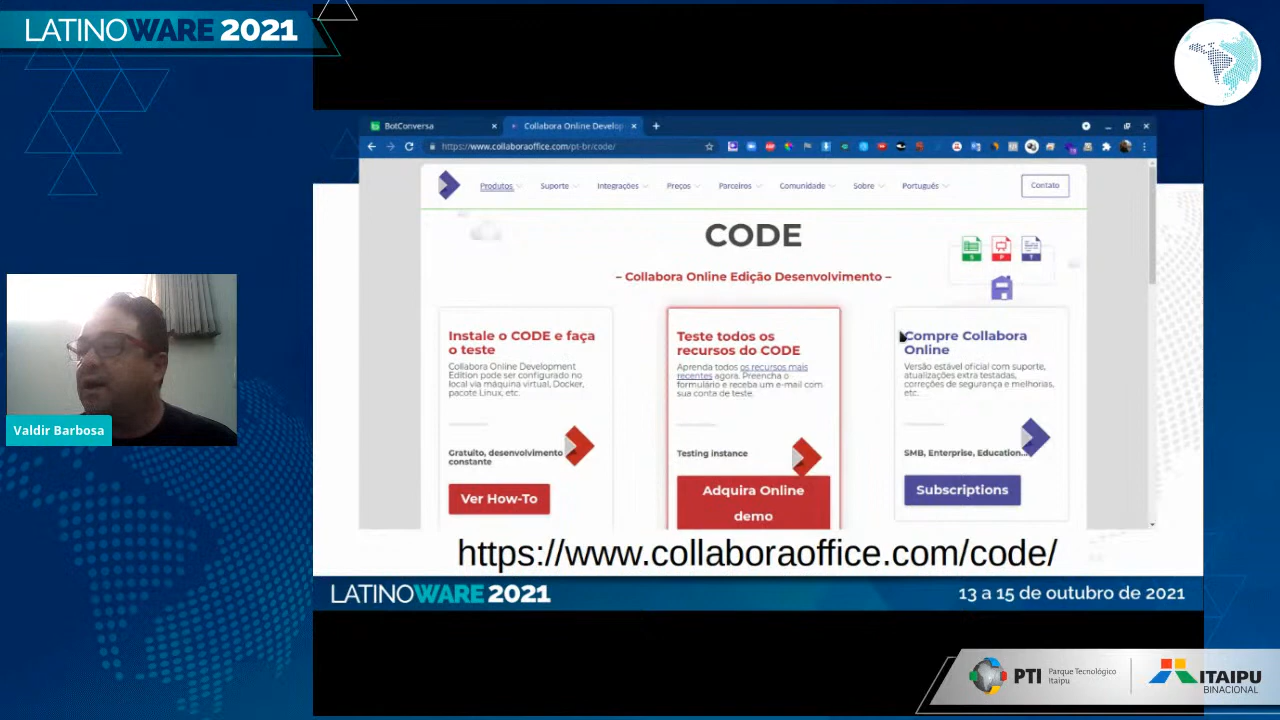 LATINOWARE 2021
BotConversa
Collabora Online Develop
https://www.collaboraoffice.com/pt-br/code/
Produtos
Suporte
Integrações
Preços
Parceiros
Comunidade
Sobre
Português
Contato
CODE
– Collabora Online Edição Desenvolvimento –
S
P
T
Instale o CODE e faça
o teste
Collabora Online Development
Edition pode ser configurado no
local via máquina virtual, Docker,
pacote Linux, etc.
Gratuito, desenvolvimento
constante
Ver How-To
Teste todos os
recursos do CODE
Aprenda todos os recursos mais
recentes agora. Preencha o
formulário e receba um e-mail com
sua conta de teste.
Testing instance
Adquira Online
demo
Compre Collabora
Online
Versão estável oficial com suporte,
atualizações extra testadas,
correções de segurança e melhorias,
etc.
SMB, Enterprise, Education...
Subscriptions
Valdir Barbosa
https://www.collaboraoffice.com/code/
LATINOWARE 2021
13 a 15 de outubro de 2021
PTI
Parque Tecnológico
Itaipu
ITAIPU
BINACIONAL